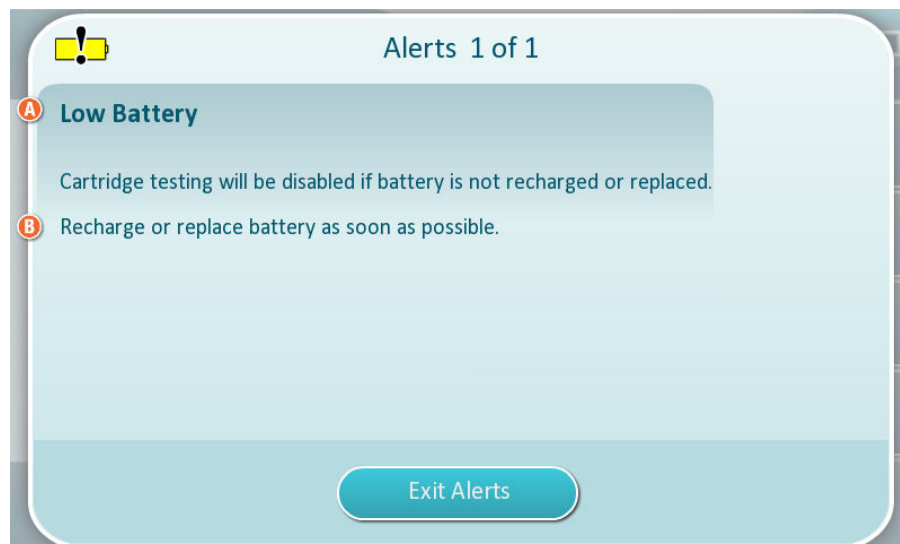 Alerts 1 of 1
A
Low Battery
Cartridge testing will be disabled if battery is not recharged or replaced.
B
Recharge or replace battery as soon as possible.
Exit Alerts